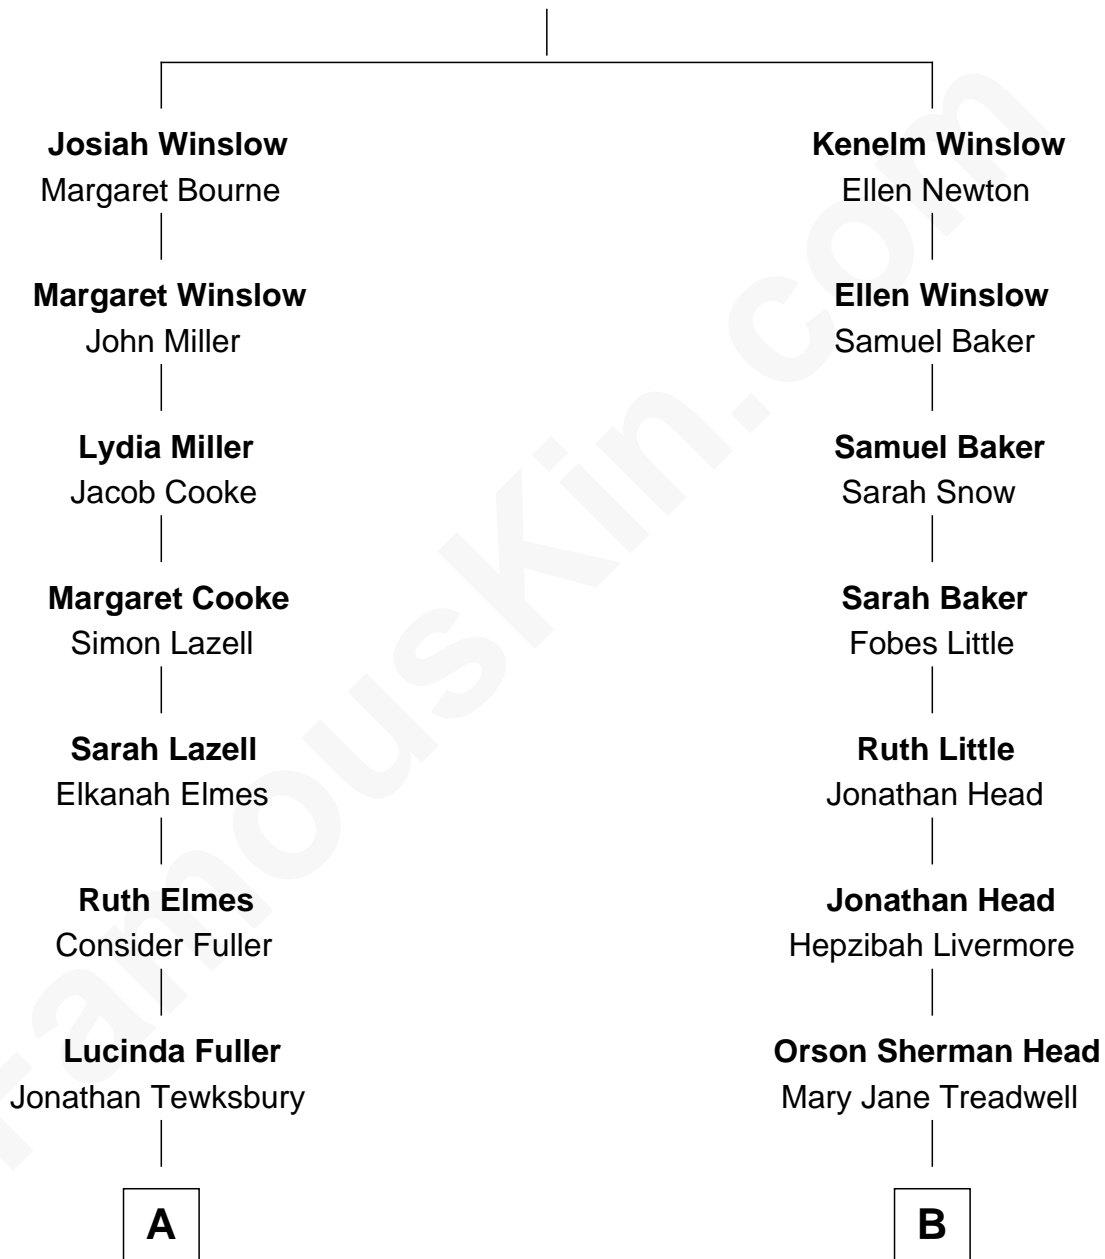 Josiah Winslow
Margaret Bourne
Margaret Winslow
John Miller
Lydia Miller
Jacob Cooke
Margaret Cooke
Simon Lazell
Sarah Lazell
Elkanah Elmes
Ruth Elmes
Consider Fuller
Lucinda Fuller
Jonathan Tewksbury
A
Kenelm Winslow
Ellen Newton
Ellen Winslow
Samuel Baker
Samuel Baker
Sarah Snow
Sarah Baker
Fobes Little
Ruth Little
Jonathan Head
Jonathan Head
Hepzibah Livermore
Orson Sherman Head
Mary Jane Treadwell
B
FamousKin.com